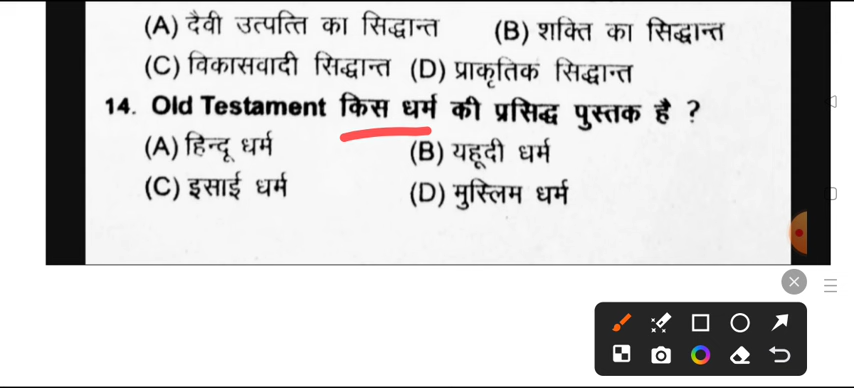 (A) दैवी उत्पत्ति का सिद्धान्त (B) शक्ति का सिद्धान्त
(C) विकासवादी सिद्धान्त (D) प्राकृतिक सिद्धान्त
14. Old Testament किस धर्म की प्रसिद्ध पुस्तक है ?
(A) हिन्दू धर्म (B) यहूदी धर्म
(C) इसाई धर्म (D) मुस्लिम धर्म